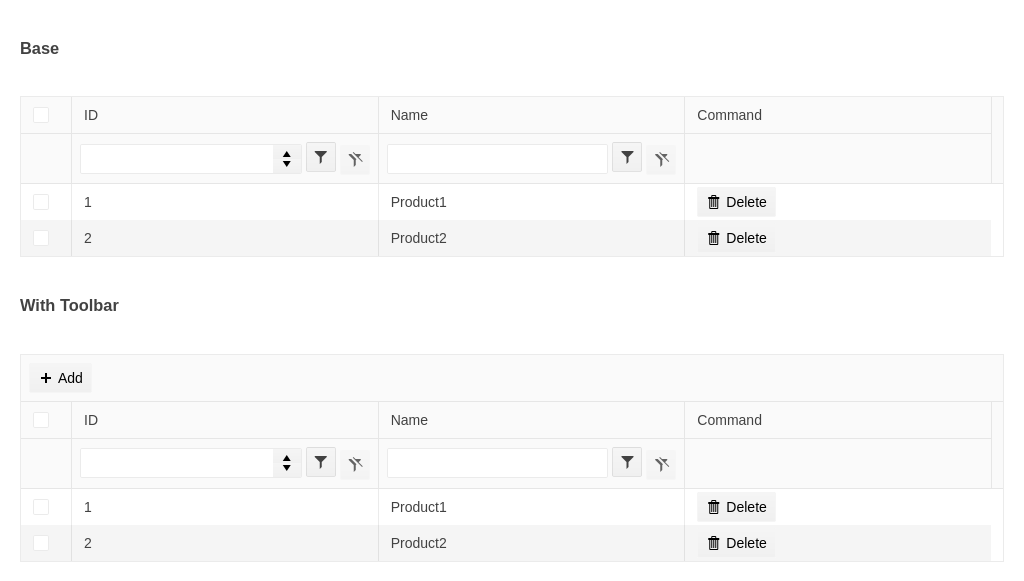 Base
ID Name Command
1 Product1 Delete
2 Product2 Delete
With Toolbar
Add
ID Name Command
1 Product1 Delete
2 Product2 Delete